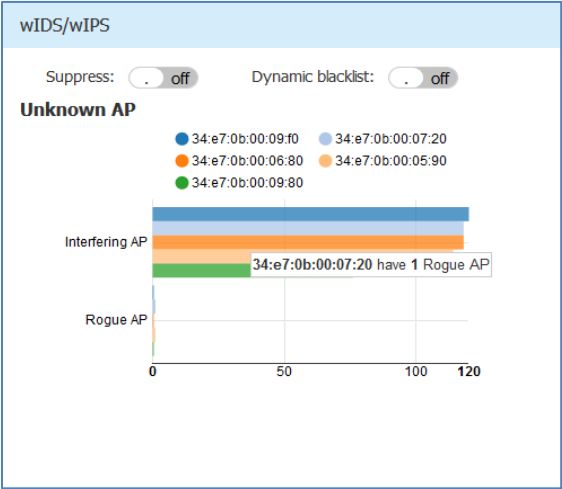 wIDS/wIPS
Suppress: . off Dynamic blacklist: . off
Unknown AP
34:e7:0b:00:09:f0 34:e7:0b:00:07:20
34:e7:0b:00:06:80 34:e7:0b:00:05:90
34:e7:0b:00:09:80
Interfering AP
34:e7:0b:00:07:20 have 1 Rogue AP
Rogue AP
0 50 100 120